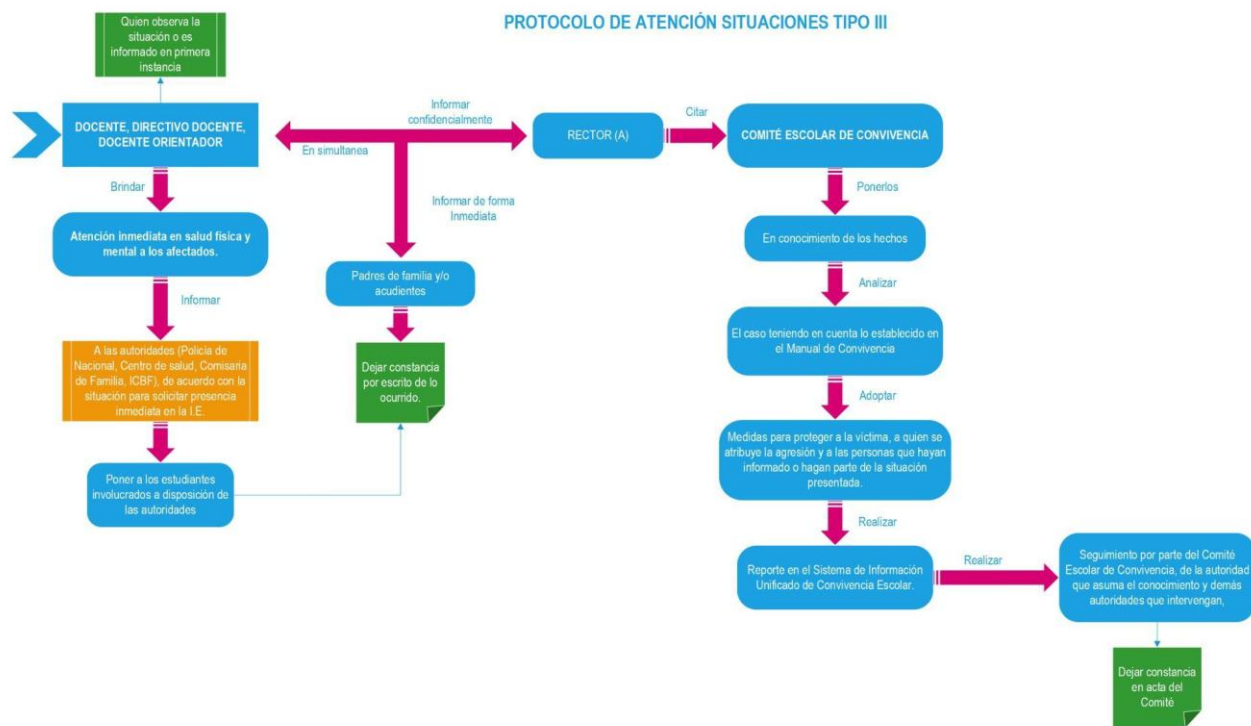 PROTOCOLO DE ATENCIÓN SITUACIONES TIPO III
Quien observa la
situación o es
informado en primera
instancia
DOCENTE, DIRECTIVO DOCENTE,
DOCENTE ORIENTADOR
Informar
confidencialmente
En simultanea
RECTOR (A)
Citar
COMITÉ ESCOLAR DE CONVIVENCIA
Brindar
Atención inmediata en salud física y
mental a los afectados.
Informar
A las autoridades (Policía de
Nacional, Centro de salud, Comisaria
de Familia, ICBF), de acuerdo con la
situación para solicitar presencia
inmediata en la I.E.
Poner a los estudiantes
involucrados a disposición de
las autoridades
Informar de forma
Inmediata
Padres de familia y/o
acudientes
Dejar constancia
por escrito de lo
ocurrido.
Ponerlos
En conocimiento de los hechos
Analizar
El caso teniendo en cuenta lo establecido en
el Manual de Convivencia
Adoptar
Medidas para proteger a la víctima, a quien se
atribuye la agresión y a las personas que hayan
informado o hagan parte de la situación
presentada.
Realizar
Reporte en el Sistema de Información
Unificado de Convivencia Escolar.
Realizar
Seguimiento por parte del Comité
Escolar de Convivencia, de la autoridad
que asuma el conocimiento y demás
autoridades que intervengan,
Dejar constancia
en acta del
Comité